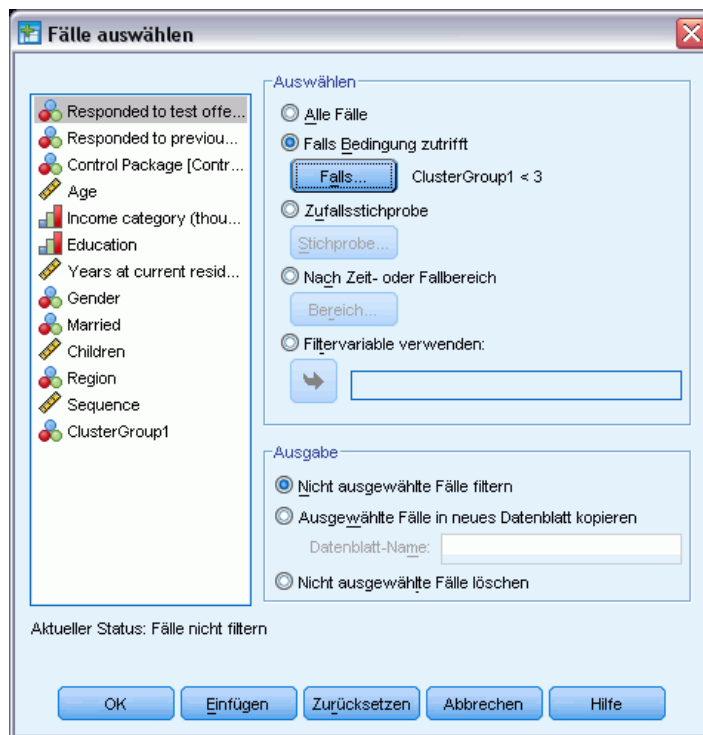 Fälle auswählen
Responded to test offe...
Responded to previou...
Control Package [Contr...
Age
Income category (thou...
Education
Years at current resid...
Gender
Married
Children
Region
Sequence
ClusterGroup1
Auswählen
Alle Fälle
Falls Bedingung zutrifft
Falls... ClusterGroup1 < 3
Zufallsstichprobe
Stichprobe...
Nach Zeit- oder Fallbereich
Bereich...
Filtervariable verwenden:
Ausgabe
Nicht ausgewählte Fälle filtern
Ausgewählte Fälle in neues Datenblatt kopieren
Datenblatt-Name:
Nicht ausgewählte Fälle löschen
Aktueller Status: Fälle nicht filtern
OK Einfügen Zurücksetzen Abbrechen Hilfe